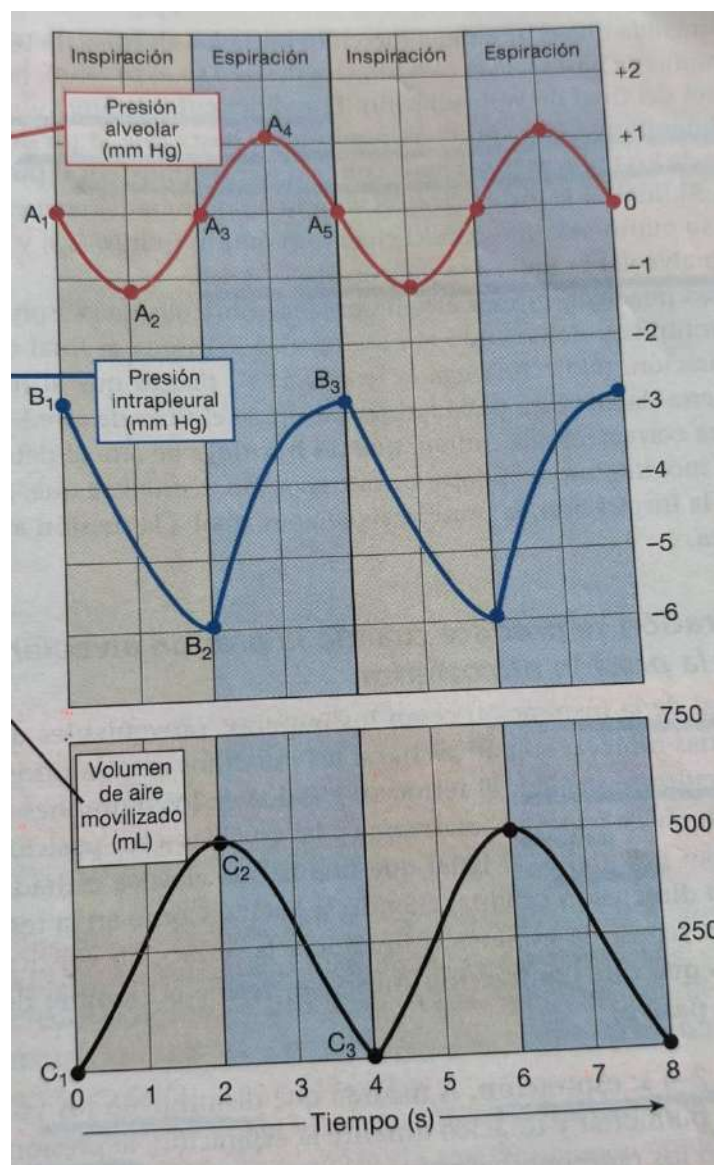 Inspiración Espiración Inspiración Espiración
+2
Presión
alveolar
(mm Hg)
+1
A4
A1 A3 A5 0
−1
A2
−2
Presión
intrapleural
(mm Hg)
B1 B3 −3
−4
−5
−6
B2
750
Volumen
de aire
movilizado
(mL)
500
C2
250
C1 C3
0 1 2 3 4 5 6 7 8
Tiempo (s)